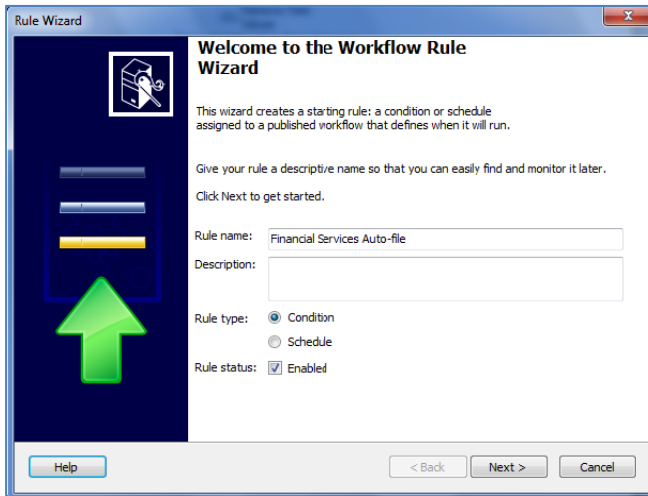 Rule Wizard
Welcome to the Workflow Rule
Wizard
This wizard creates a starting rule: a condition or schedule
assigned to a published workflow that defines when it will run.
Give your rule a descriptive name so that you can easily find and monitor it later.
Click Next to get started.
Rule name: Financial Services Auto-file
Description:
Rule type: Condition
Schedule
Rule status: Enabled
Help < Back Next > Cancel